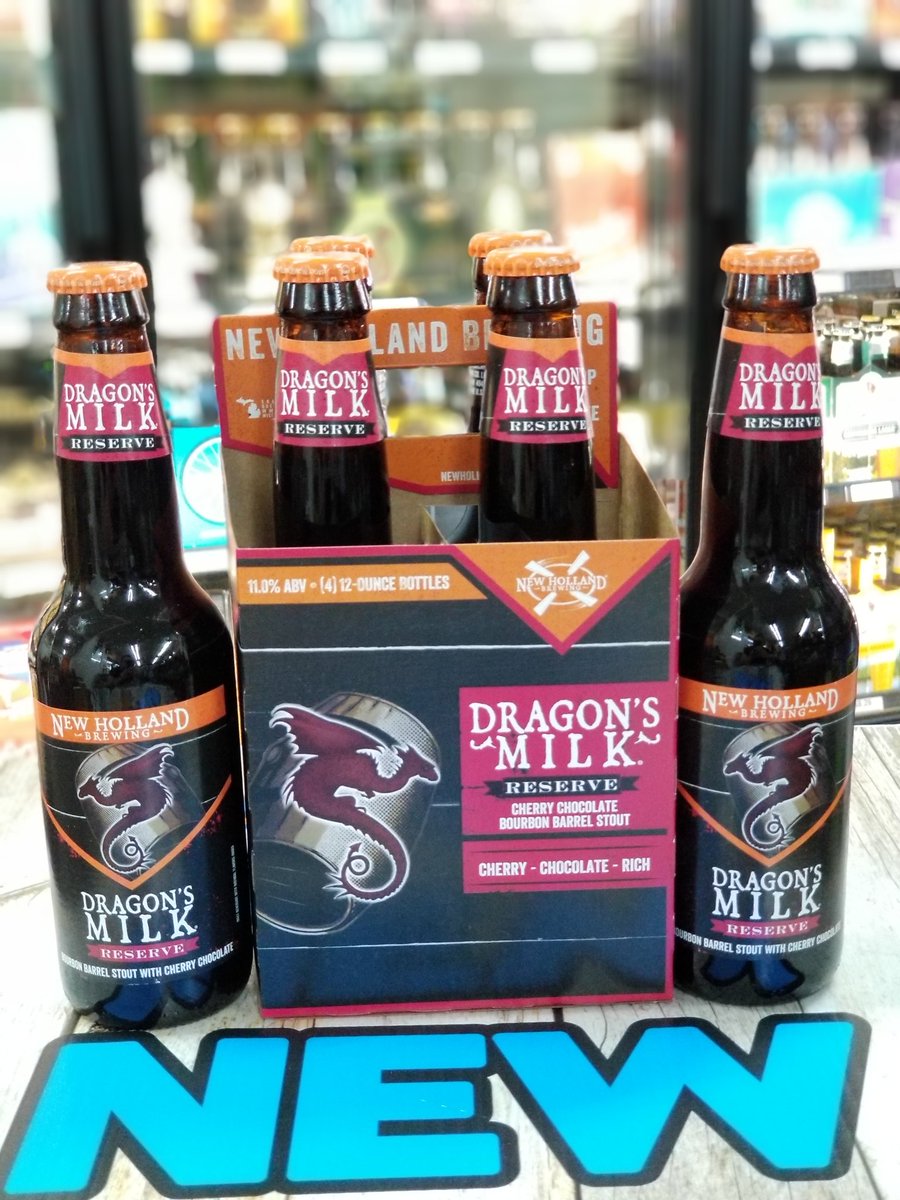 NEW HOLLAND BREWING
DRAGON'S
MILK
RESERVE
DRAGON'S
MILK
RESERVE
DRAGON'S
MILK
RESERVE
DRAGON'S
MILK
RESERVE
11.0% ABV • (4) 12-OUNCE BOTTLES
NEW HOLLAND
BREWING
DRAGON'S
MILK
RESERVE
CHERRY CHOCOLATE
BOURBON BARREL STOUT
CHERRY - CHOCOLATE - RICH
NEW HOLLAND
BREWING
DRAGON'S
MILK
RESERVE
BOURBON BARREL STOUT WITH CHERRY CHOCOLATE
NEW HOLLAND
BREWING
DRAGON'S
MILK
RESERVE
BOURBON BARREL STOUT WITH CHERRY CHOCOLATE
NEW